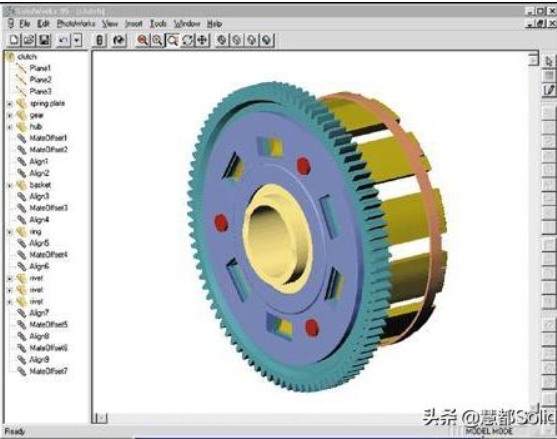 SolidWorks 95 - [clutch]
File Edit PhotoWorks View Insert Tools Window Help
clutch
Plane1
Plane2
Plane3
spring plate
gear
hub
MateOffset1
MateOffset2
Align1
Align2
basket
Align3
MateOffset3
Align4
ring
Align5
MateOffset4
Align6
rivet
rivet
rivet
Align7
MateOffset5
Align8
MateOffset6
Align9
MateOffset7
头条 @慧都Solid
Ready
MODEL MODE